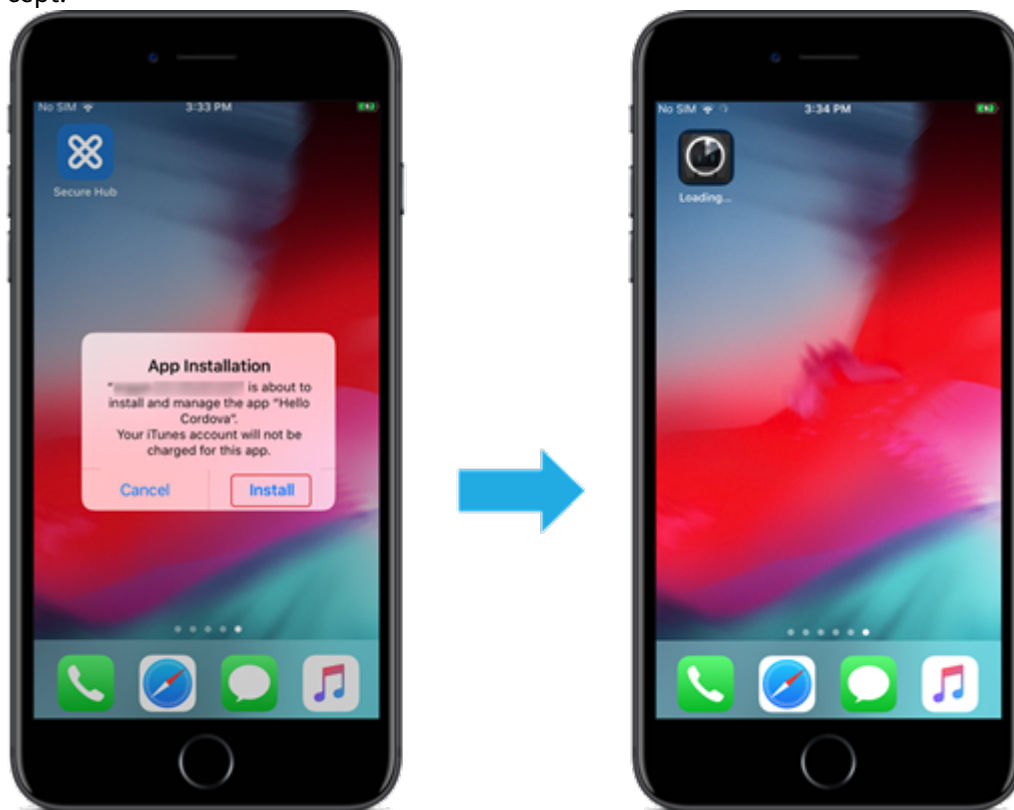 cept.
No SIM 3:33 PM
Secure Hub
App Installation
" " is about to
install and manage the app "Hello
Cordova".
Your iTunes account will not be
charged for this app.
Cancel Install
No SIM 3:34 PM
Loading...